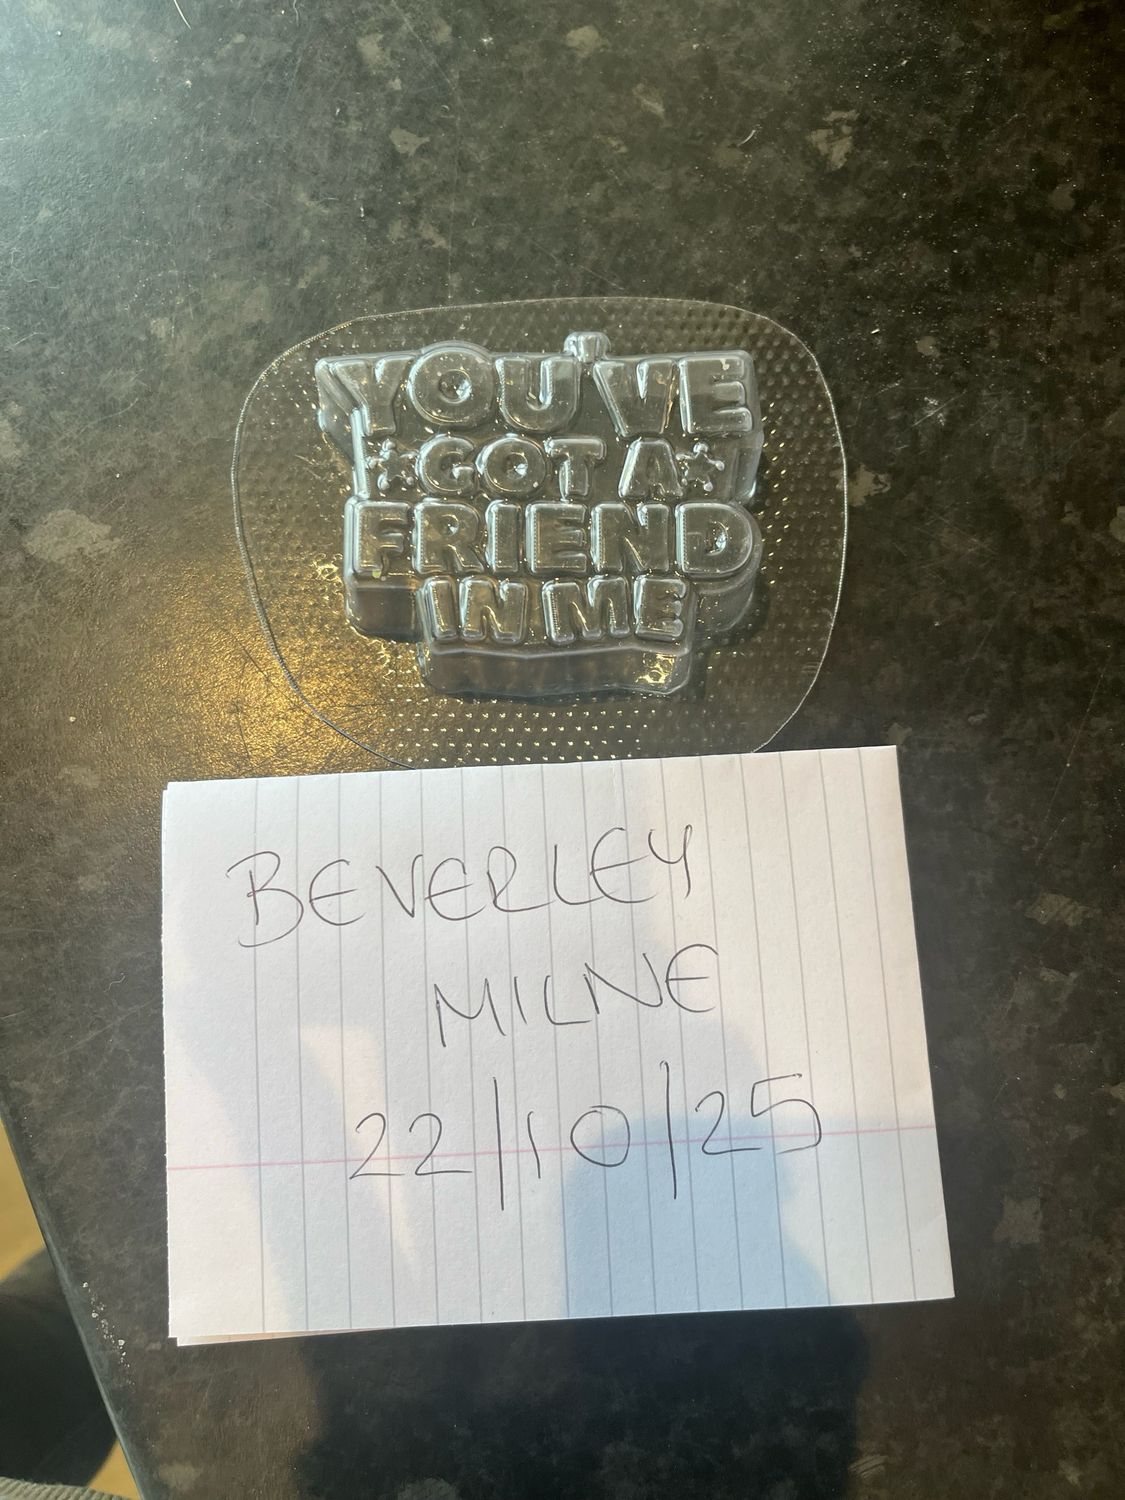 YOU'VE
GOT A
FRIEND
IN ME
BEVERLEY
MILNE
22/10/25